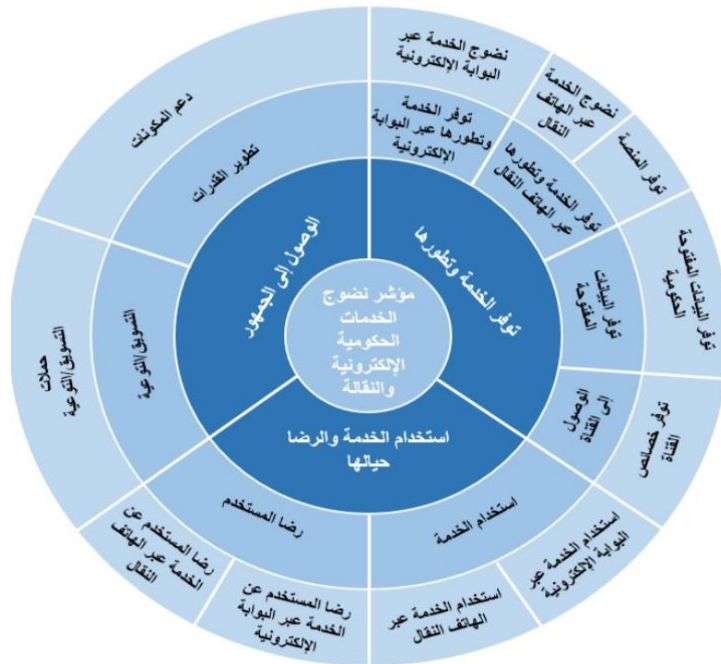 مؤشر نضوج
الخدمات
الحكومية
الإلكترونية
والنقالة
توفر الخدمة وتطورها
توفر الخدمة
وتطورها عبر البوابة
الإلكترونية
نضوج الخدمة عبر
البوابة الإلكترونية
توفر الخدمة وتطورها
عبر الهاتف النقال
نضوج الخدمة
عبر الهاتف
النقال
توفر المنصة
توفر البيانات
المفتوحة
توفر البيانات المفتوحة
الحكومية
الوصول
إلى القناة
توفر خصائص
القناة
استخدام الخدمة والرضا
حيالها
استخدام الخدمة
استخدام الخدمة عبر
البوابة الإلكترونية
استخدام الخدمة عبر
الهاتف النقال
رضا المستخدم
رضا المستخدم عن
الخدمة عبر البوابة
الإلكترونية
رضا المستخدم عن
الخدمة عبر الهاتف
النقال
الوصول إلى الجمهور
التسويق/التوعية
حملات
التسويق/التوعية
تطوير القدرات
دعم المكونات